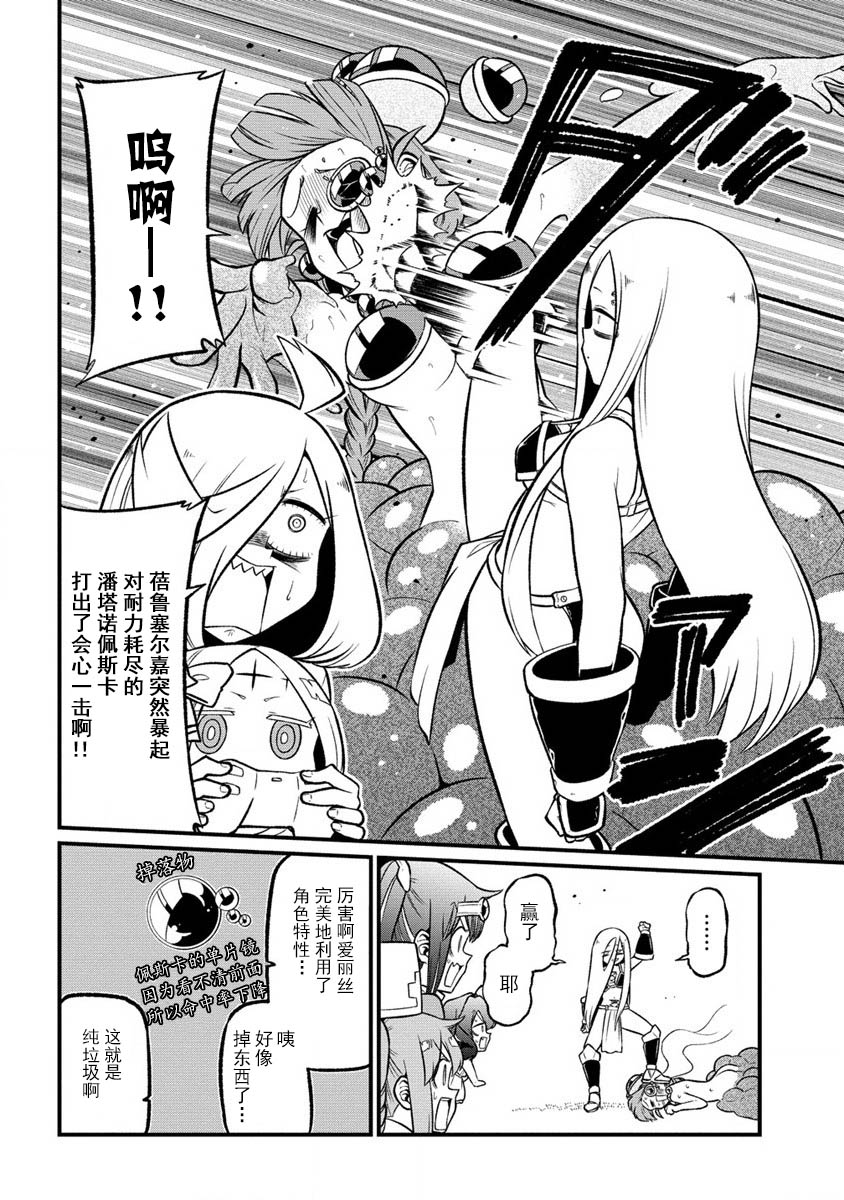 ダ
ァーン
呜啊—!!
蓓鲁塞尔嘉突然暴起
对耐力耗尽的
潘塔诺佩斯卡
打出了会心一击啊!!
…
赢了
耶
厉害啊爱丽丝
完美地利用了
角色特性…
咦
好像
掉东西了…
掉落物
佩斯卡的单片镜
因为看不清前面
所以命中率下降
这就是
纯垃圾啊